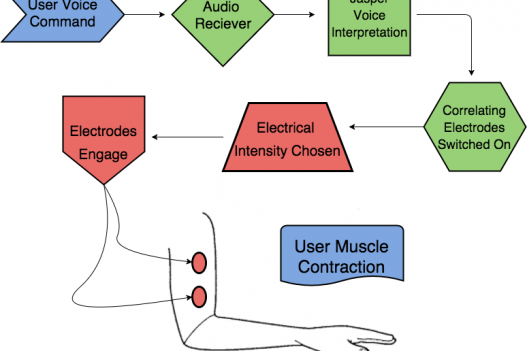 User Voice
Command
Audio
Reciever
Jasper
Voice
Interpretation
Correlating
Electrodes
Switched On
Electrical
Intensity Chosen
Electrodes
Engage
User Muscle
Contraction